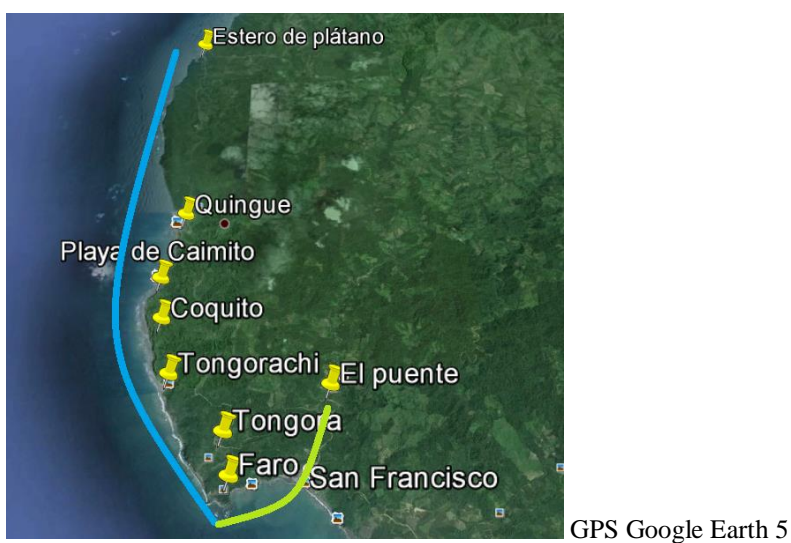 Estero de plátano
Quingue
Playa de Caimito
Coquito
Tongorachi
El puente
Tongora
Faro
San Francisco
GPS Google Earth 5